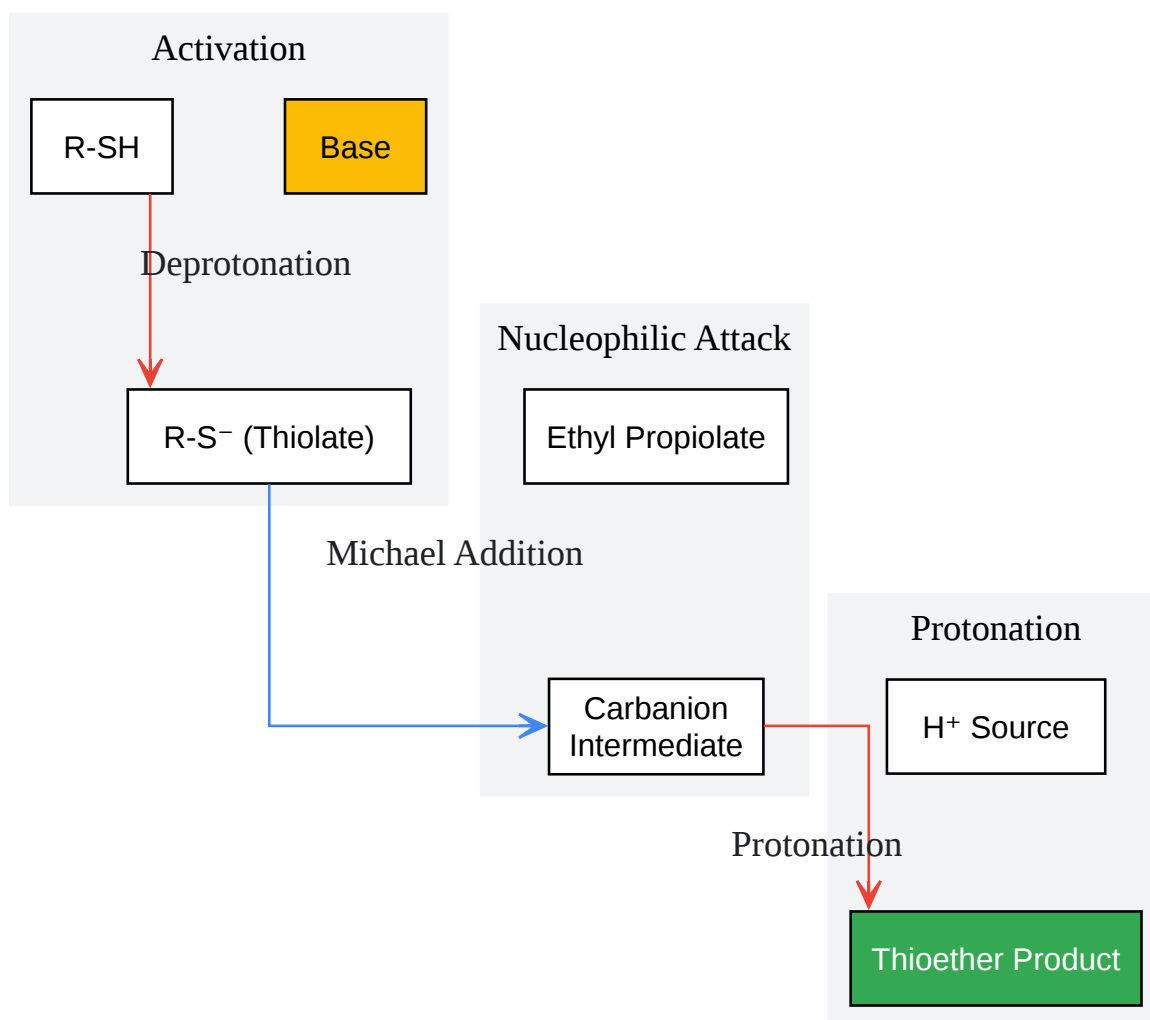 Activation
R-SH
Base
Deprotonation
R-S⁻ (Thiolate)
Nucleophilic Attack
Ethyl Propiolate
Michael Addition
Carbanion
Intermediate
Protonation
H⁺ Source
Protonation
Thioether Product